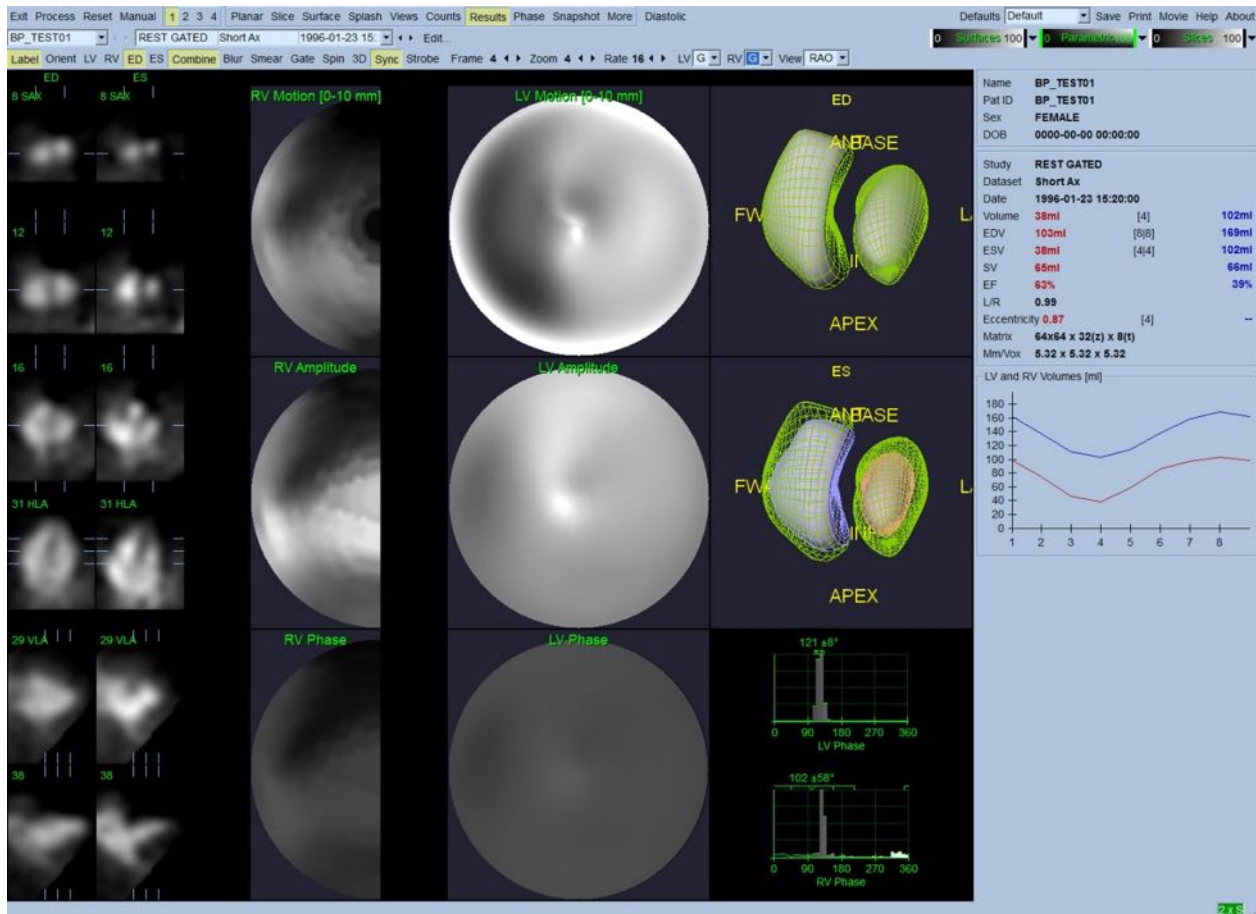 Exit Process Reset Manual 1 2 3 4 Planar Slice Surface Splash Views Counts Results Phase Snapshot More Diastolic Defaults Default Save Print Movie Help About
BP_TEST01 REST GATED Short Ax 1996-01-23 15: Edit... 0 Surfaces 100 0 Parametric 0 Slices 100
Label Orient LV RV ED ES Combine Blur Smear Gate Spin 3D Sync Strobe Frame 4 Zoom 4 Rate 16 LV G RV G View RAO
ED ES
8 SAX 8 SAX
12 12
16 16
31 HLA 31 HLA
29 VLA 29 VLA
38 38
RV Motion [0-10 mm] LV Motion [0-10 mm]
RV Amplitude LV Amplitude
RV Phase LV Phase
ED
ANT BASE
FW
APEX
ES
ANT BASE
FW
APEX
121 ±8°
0 90 180 270 360
LV Phase
102 ±58°
0 90 180 270 360
RV Phase
Name BP_TEST01
Pat ID BP_TEST01
Sex FEMALE
DOB 0000-00-00 00:00:00
Study REST GATED
Dataset Short Ax
Date 1996-01-23 15:20:00
Volume 38ml [4] 102ml
EDV 103ml [8|8] 169ml
ESV 38ml [4|4] 102ml
SV 65ml 66ml
EF 63% 39%
L/R 0.99
Eccentricity 0.87 [4] --
Matrix 64x64 x 32(z) x 8(t)
Mm/Vox 5.32 x 5.32 x 5.32
LV and RV Volumes [ml]
180
160
140
120
100
80
60
40
20
0
1 2 3 4 5 6 7 8
2 x S